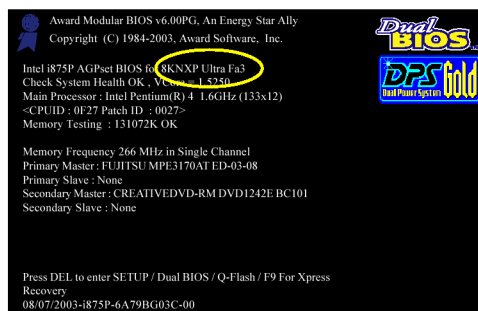 Award Modular BIOS v6.00PG, An Energy Star Ally
Copyright (C) 1984-2003, Award Software, Inc.
Dual BIOS
DPS Gold
Dual Power System
Intel i875P AGPset BIOS for 8KNXP Ultra Fa3
Check System Health OK , VCore = 1.5250
Main Processor : Intel Pentium(R) 4 1.6GHz (133x12)
<CPUID : 0F27 Patch ID : 0027>
Memory Testing : 131072K OK
Memory Frequency 266 MHz in Single Channel
Primary Master : FUJITSU MPE3170AT ED-03-08
Primary Slave : None
Secondary Master : CREATIVEDVD-RM DVD1242E BC101
Secondary Slave : None
Press DEL to enter SETUP / Dual BIOS / Q-Flash / F9 For Xpress
Recovery
08/07/2003-i875P-6A79BG03C-00